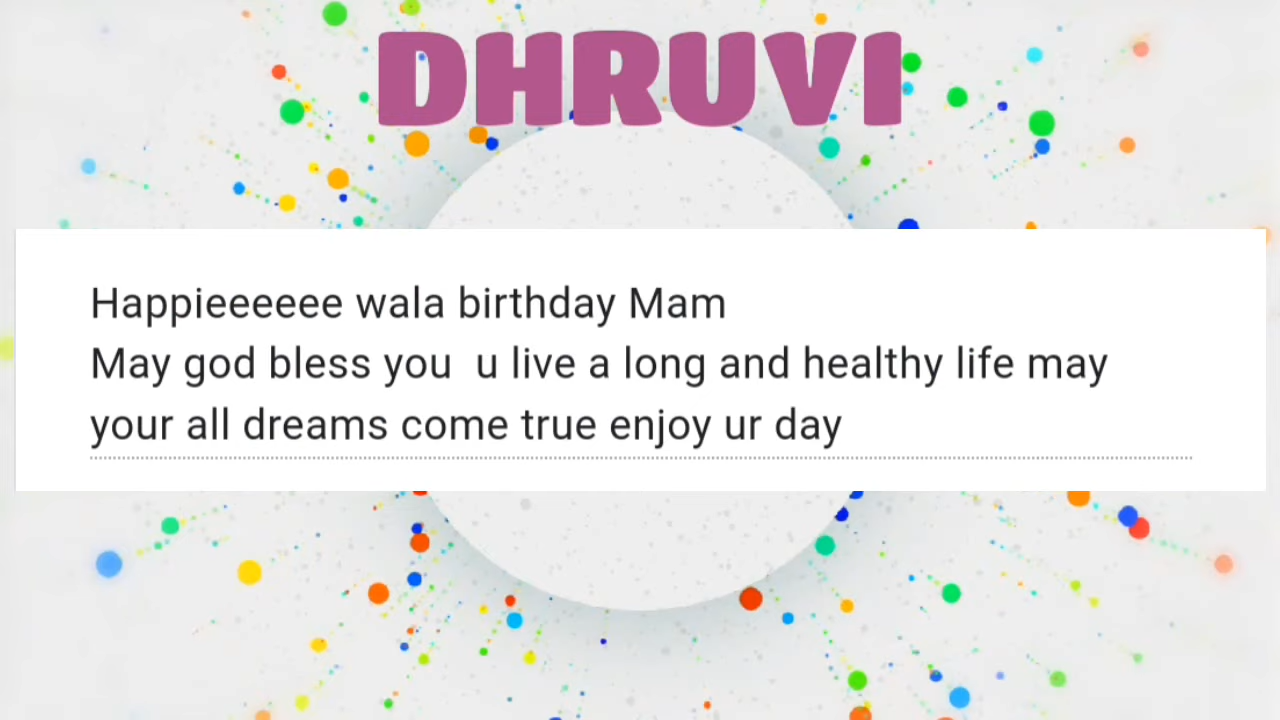 DHRUVI
Happieeeeee wala birthday Mam
May god bless you  u live a long and healthy life may
your all dreams come true enjoy ur day